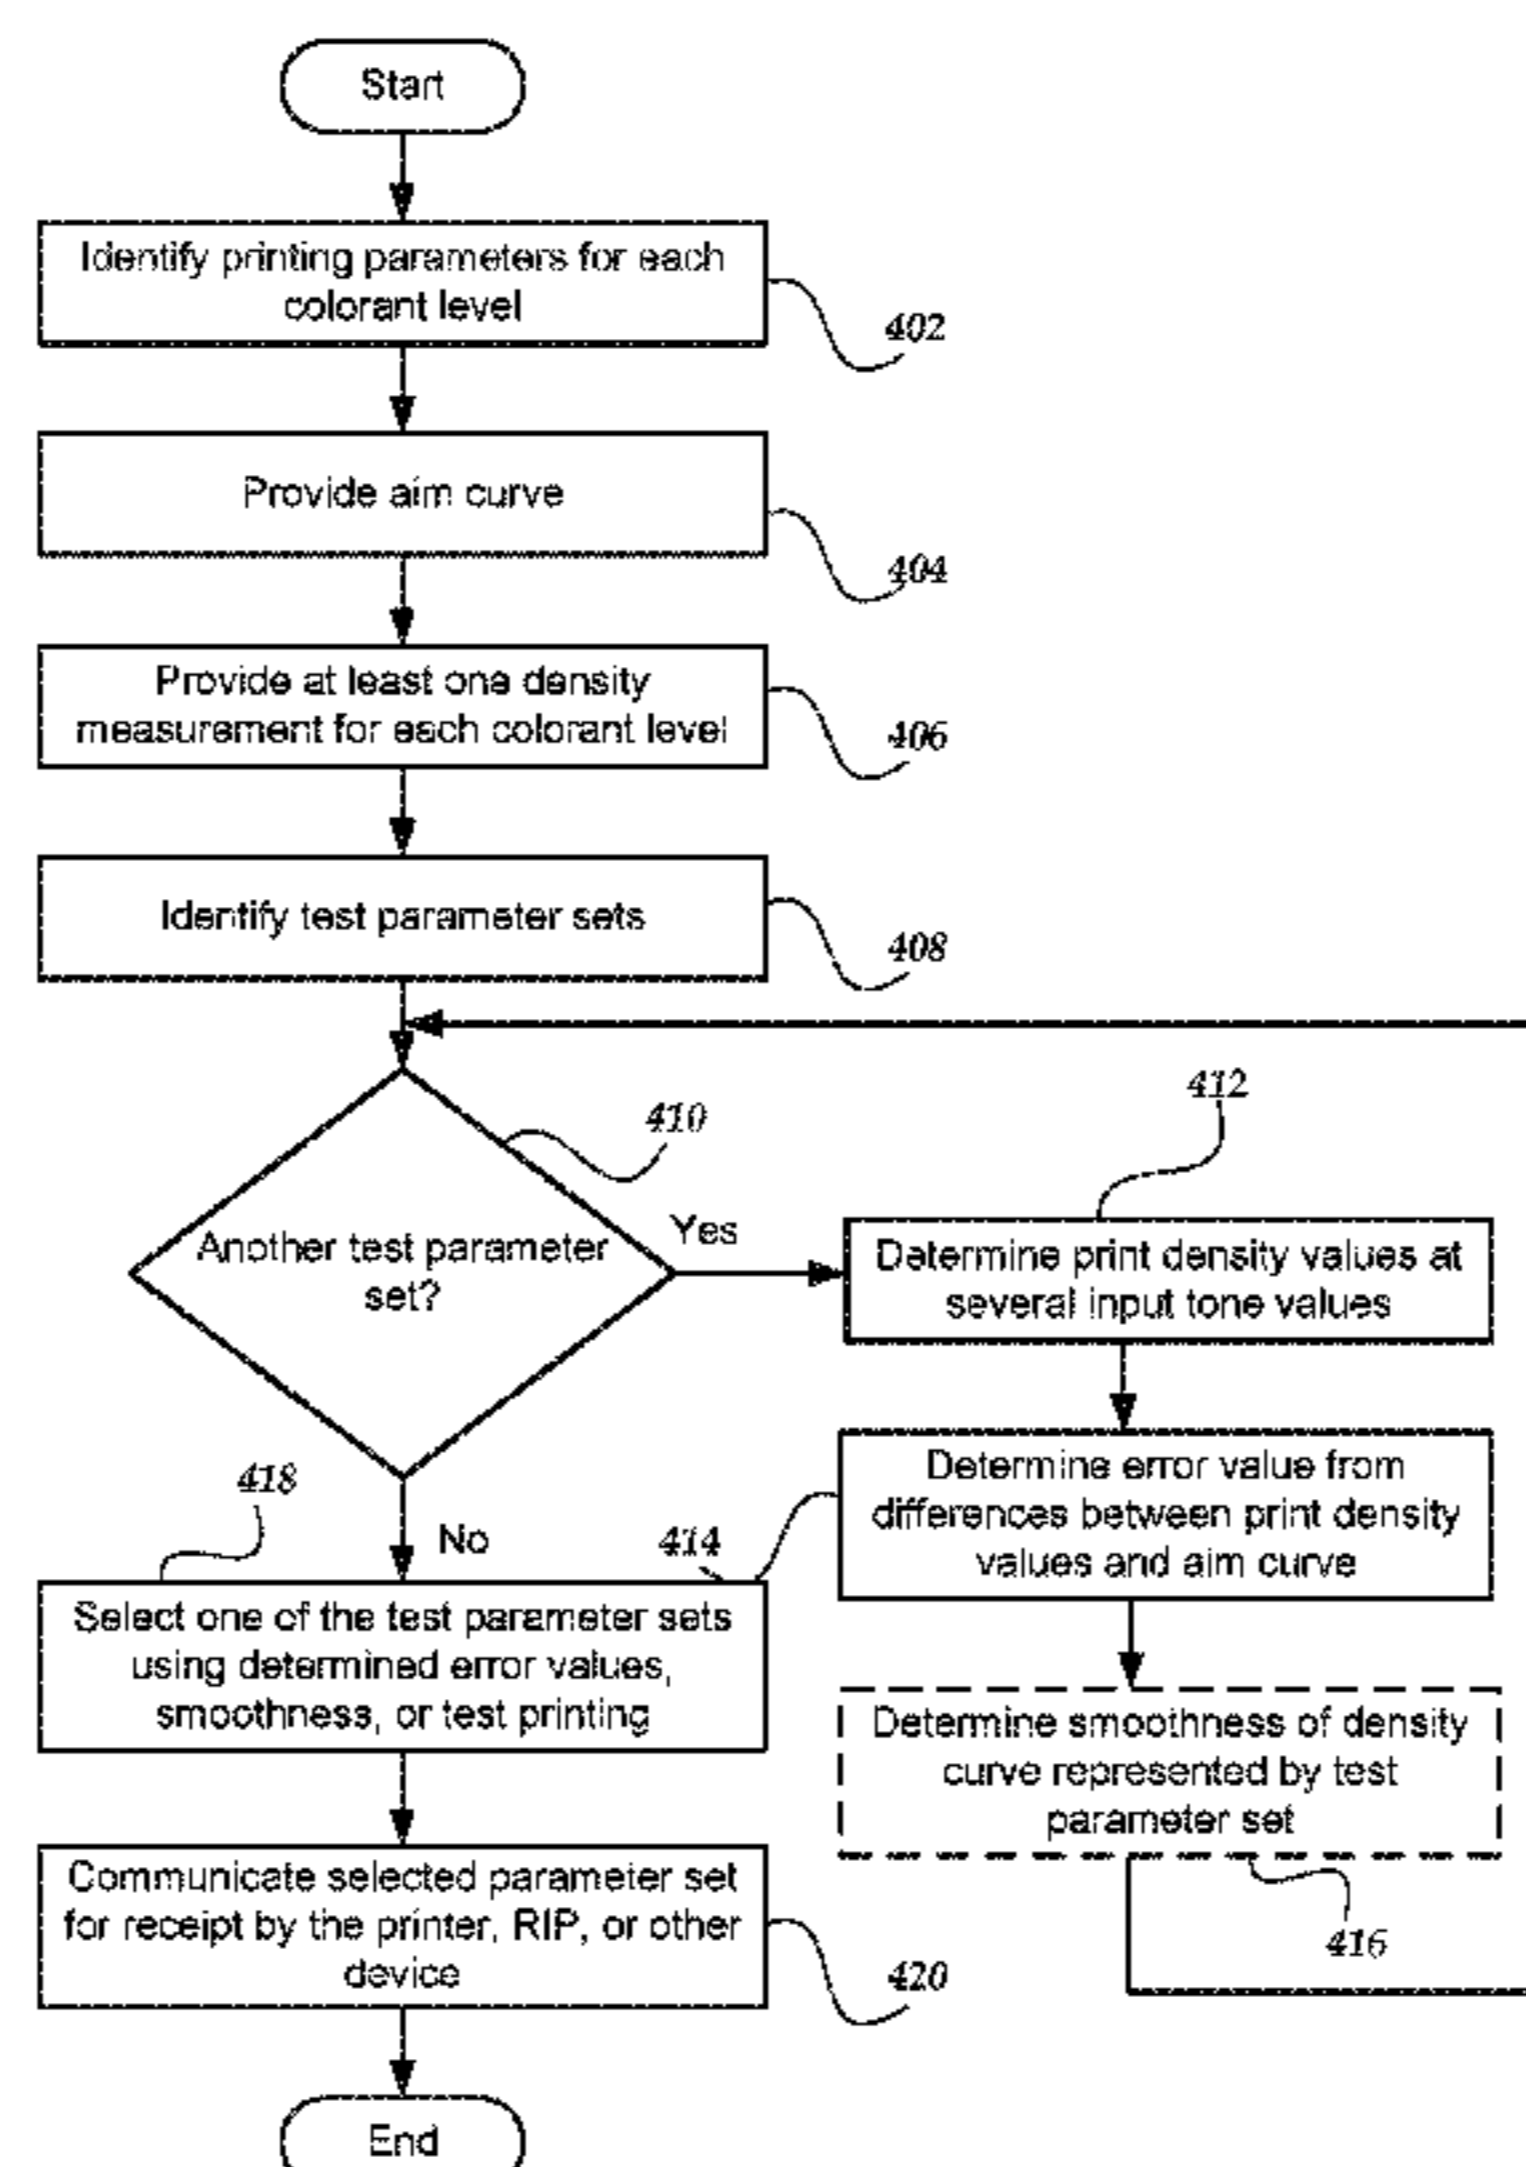 Start
Identify printing parameters for each
colorant level
402
Provide aim curve
404
Provide at least one density
measurement for each colorant level
406
Identify test parameter sets
408
410
Another test parameter
set?
Yes
412
Determine print density values at
several input tone values
414
Determine error value from
differences between print density
values and aim curve
Determine smoothness of density
curve represented by test
parameter set
416
No
418
Select one of the test parameter sets
using determined error values,
smoothness, or test printing
Communicate selected parameter set
for receipt by the printer, RIP, or other
device
420
End